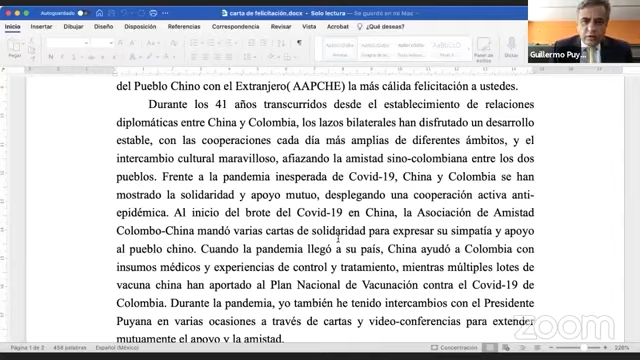 Autoguardado
carta de felicitación.docx — Solo lectura — Se guardó en mi Mac
Inicio Insertar Dibujar Diseño Disposición Referencias Correspondencia Revisar Vista ¿Qué desea?
Guillermo Puy...
del Pueblo Chino con el Extranjero( AAPCHE) la más cálida felicitación a ustedes.
Durante los 41 años transcurridos desde el establecimiento de relaciones
diplomáticas entre China y Colombia, los lazos bilaterales han disfrutado un desarrollo
estable, con las cooperaciones cada día más amplias de diferentes ámbitos, y el
intercambio cultural maravilloso, afiazando la amistad sino-colombiana entre los dos
pueblos. Frente a la pandemia inesperada de Covid-19, China y Colombia se han
mostrado la solidaridad y apoyo mutuo, desplegando una cooperación activa anti-
epidémica. Al inicio del brote del Covid-19 en China, la Asociación de Amistad
Colombo-China mandó varias cartas de solidaridad para expresar su simpatía y apoyo
al pueblo chino. Cuando la pandemia llegó a su país, China ayudó a Colombia con
insumos médicos y experiencias de control y tratamiento, mientras múltiples lotes de
vacuna china han aportado al Plan Nacional de Vacunación contra el Covid-19 de
Colombia. Durante la pandemia, yo también he tenido intercambios con el Presidente
Puyana en varias ocasiones a través de cartas y video-conferencias para extender
mutuamente el apoyo y la amistad.
zoom
Página 1 de 2 458 palabras Español (México) Concentración 220%